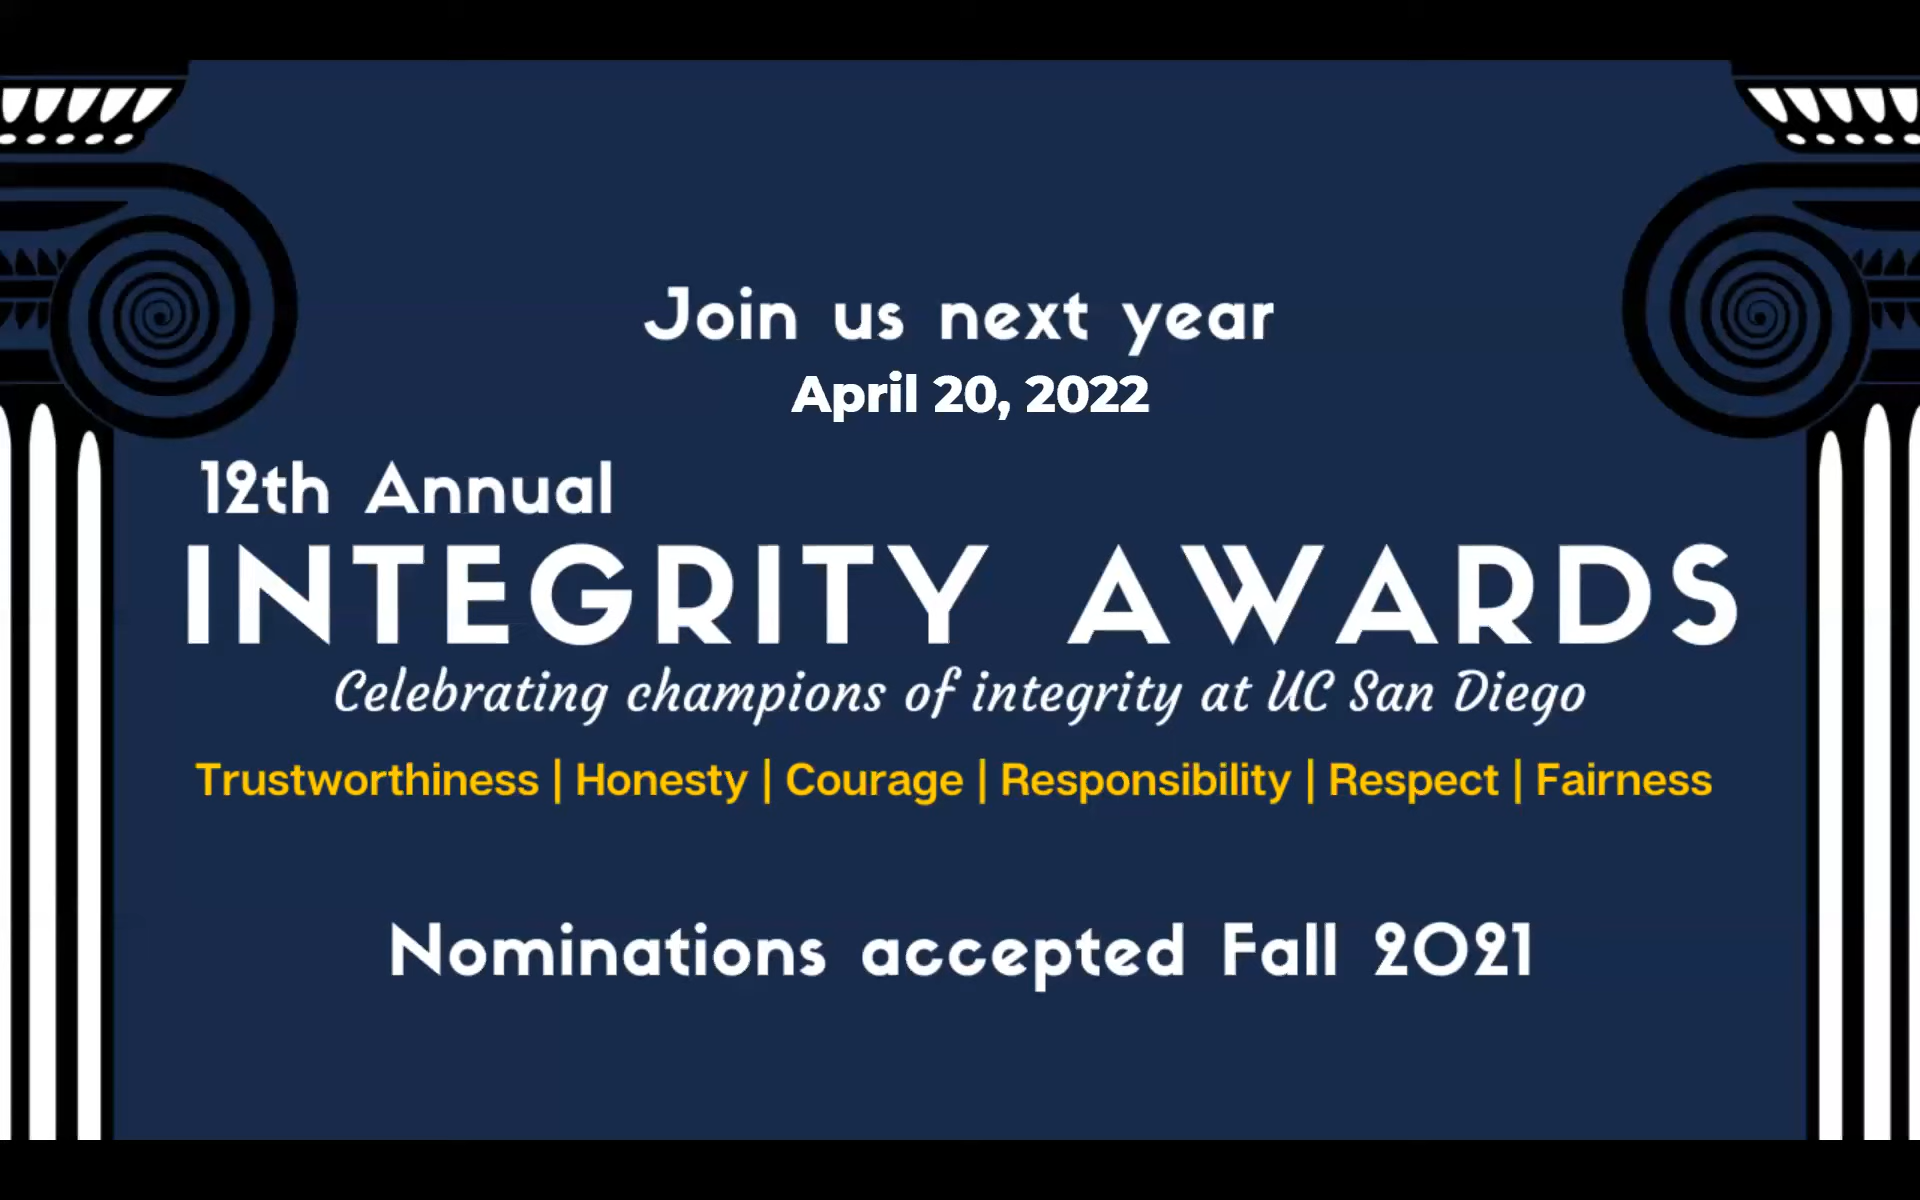 Join us next year
April 20, 2022
12th Annual
INTEGRITY AWARDS
Celebrating champions of integrity at UC San Diego
Trustworthiness | Honesty | Courage | Responsibility | Respect | Fairness
Nominations accepted Fall 2021